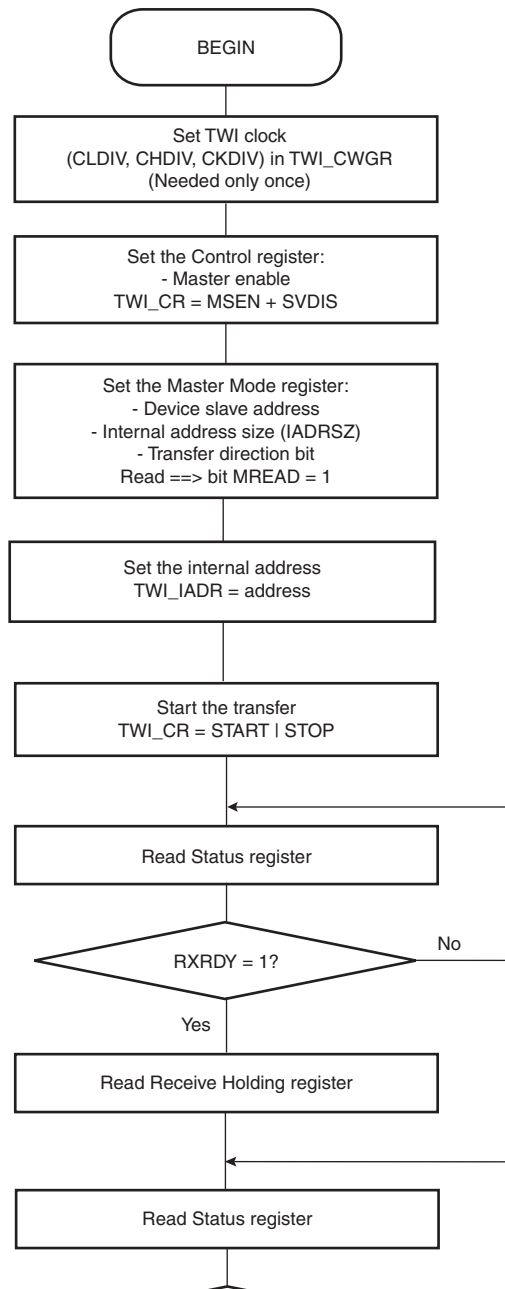 BEGIN
Set TWI clock
(CLDIV, CHDIV, CKDIV) in TWI_CWGR
(Needed only once)
Set the Control register:
- Master enable
TWI_CR = MSEN + SVDIS
Set the Master Mode register:
- Device slave address
- Internal address size (IADRSZ)
- Transfer direction bit
Read ==> bit MREAD = 1
Set the internal address
TWI_IADR = address
Start the transfer
TWI_CR = START | STOP
Read Status register
RXRDY = 1?
No
Yes
Read Receive Holding register
Read Status register